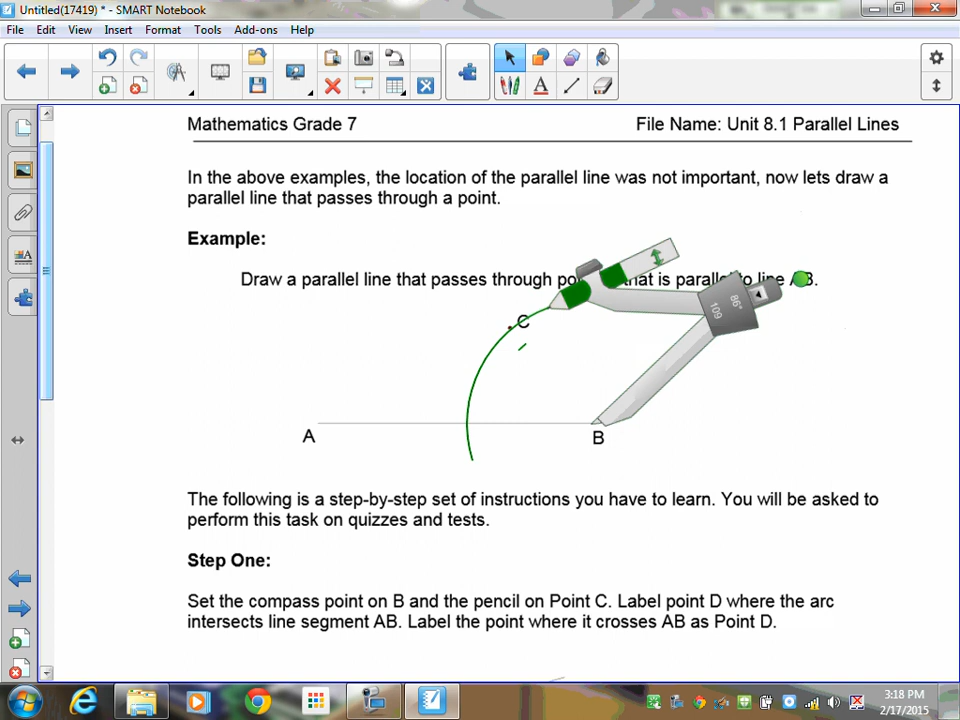 Untitled(17419) * - SMART Notebook
File Edit View Insert Format Tools Add-ons Help
Mathematics Grade 7 File Name: Unit 8.1 Parallel Lines
In the above examples, the location of the parallel line was not important, now lets draw a
parallel line that passes through a point.
Example:
Draw a parallel line that passes through that is parallel to line
86°
109
C
A
B
The following is a step-by-step set of instructions you have to learn. You will be asked to
perform this task on quizzes and tests.
Step One:
Set the compass point on B and the pencil on Point C. Label point D where the arc
intersects line segment AB. Label the point where it crosses AB as Point D.
3:18 PM
2/17/2015